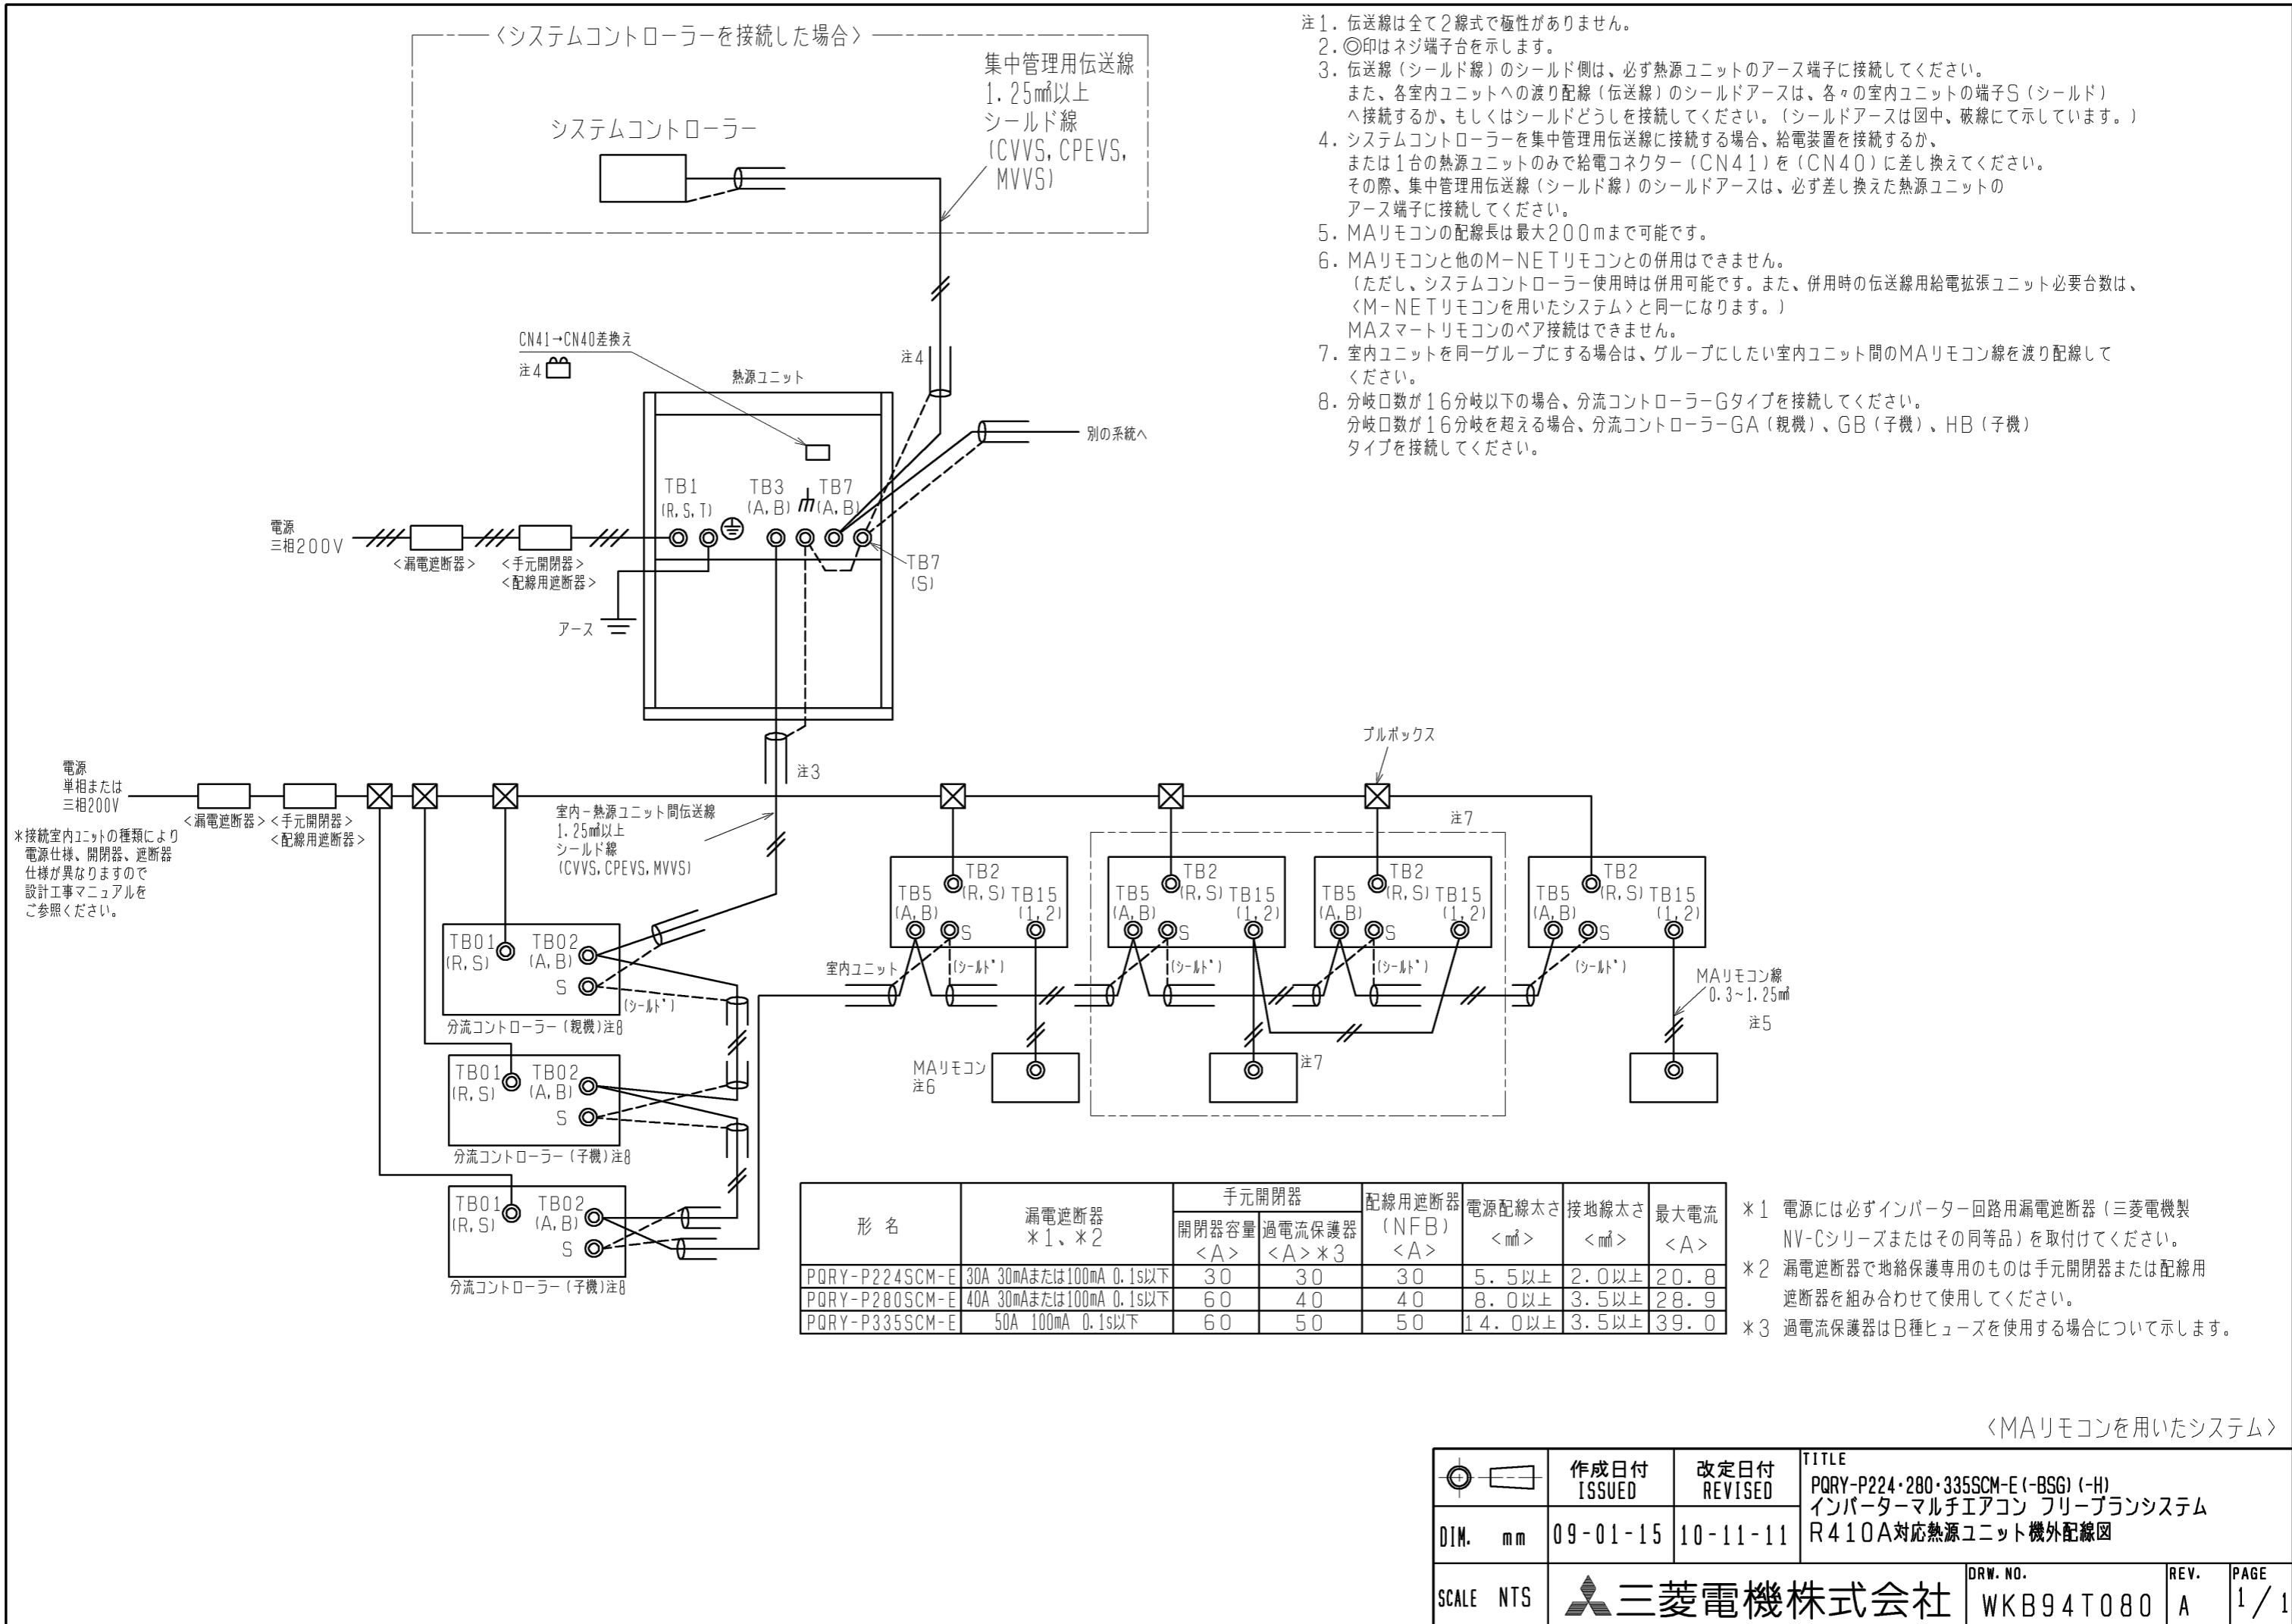 〈システムコントローラーを接続した場合〉
集中管理用伝送線
1.25㎟以上
シールド線
(CVVS,CPEVS,
MVVS)
システムコントローラー
注1.伝送線は全て2線式で極性がありません。
2.◎印はネジ端子台を示します。
3.伝送線(シールド線)のシールド側は、必ず熱源ユニットのアース端子に接続してください。
また、各室内ユニットへの渡り配線(伝送線)のシールドアースは、各々の室内ユニットの端子S(シールド)
へ接続するか、もしくはシールドどうしを接続してください。(シールドアースは図中、破線にて示しています。)
4.システムコントローラーを集中管理用伝送線に接続する場合、給電装置を接続するか、
または1台の熱源ユニットのみで給電コネクター(CN41)を(CN40)に差し換えてください。
その際、集中管理用伝送線(シールド線)のシールドアースは、必ず差し換えた熱源ユニットの
アース端子に接続してください。
5.MAリモコンの配線長は最大200mまで可能です。
6.MAリモコンと他のM-NETリモコンとの併用はできません。
(ただし、システムコントローラー使用時は併用可能です。また、併用時の伝送線用給電拡張ユニット必要台数は、
〈M-NETリモコンを用いたシステム〉と同一になります。)
MAスマートリモコンのペア接続はできません。
7.室内ユニットを同一グループにする場合は、グループにしたい室内ユニット間のMAリモコン線を渡り配線して
ください。
8.分岐口数が16分岐以下の場合、分流コントローラーGタイプを接続してください。
分岐口数が16分岐を超える場合、分流コントローラーGA(親機)、GB(子機)、HB(子機)
タイプを接続してください。
CN41→CN40差換え
注4
熱源ユニット
注4
別の系統へ
TB1
(R,S,T)
TB3
(A,B)
TB7
(A,B)
TB7
(S)
電源
三相200V
<漏電遮断器>
<手元開閉器>
<配線用遮断器>
アース
注3
プルボックス
電源
単相または
三相200V
<漏電遮断器>
<手元開閉器>
<配線用遮断器>
*接続室内ユニットの種類により
電源仕様、開閉器、遮断器
仕様が異なりますので
設計工事マニュアルを
ご参照ください。
室内-熱源ユニット間伝送線
1.25㎟以上
シールド線
(CVVS,CPEVS,MVVS)
注7
TB5
(A,B)
TB2
(R,S)
TB15
(1,2)
S
TB5
(A,B)
TB2
(R,S)
TB15
(1,2)
S
TB5
(A,B)
TB2
(R,S)
TB15
(1,2)
S
TB5
(A,B)
TB2
(R,S)
TB15
(1,2)
S
室内ユニット
(シールド)
(シールド)
(シールド)
(シールド)
MAリモコン線
0.3~1.25㎟
注5
MAリモコン
注6
注7
TB01
(R,S)
TB02
(A,B)
S
(シールド)
分流コントローラー(親機)注8
TB01
(R,S)
TB02
(A,B)
S
分流コントローラー(子機)注8
TB01
(R,S)
TB02
(A,B)
S
分流コントローラー(子機)注8
形 名
漏電遮断器
*1、*2
手元開閉器
開閉器容量
<A>
過電流保護器
<A>*3
配線用遮断器
(NFB)
<A>
電源配線太さ
<㎟>
接地線太さ
<㎟>
最大電流
<A>
PQRY-P224SCM-E 30A 30mAまたは100mA 0.1s以下 30 30 30 5.5以上 2.0以上 20.8
PQRY-P280SCM-E 40A 30mAまたは100mA 0.1s以下 60 40 40 8.0以上 3.5以上 28.9
PQRY-P335SCM-E 50A 100mA 0.1s以下 60 50 50 14.0以上 3.5以上 39.0
*1 電源には必ずインバーター回路用漏電遮断器(三菱電機製
NV-Cシリーズまたはその同等品)を取付けてください。
*2 漏電遮断器で地絡保護専用のものは手元開閉器または配線用
遮断器を組み合わせて使用してください。
*3 過電流保護器はB種ヒューズを使用する場合について示します。
〈MAリモコンを用いたシステム〉
作成日付
ISSUED
改定日付
REVISED
TITLE
PQRY-P224・280・335SCM-E(-BSG)(-H)
インバーターマルチエアコン フリープランシステム
R410A対応熱源ユニット機外配線図
DIM. mm
09-01-15
10-11-11
SCALE NTS
三菱電機株式会社
DRW.NO.
WKB94T080
REV.
A
PAGE
1/1